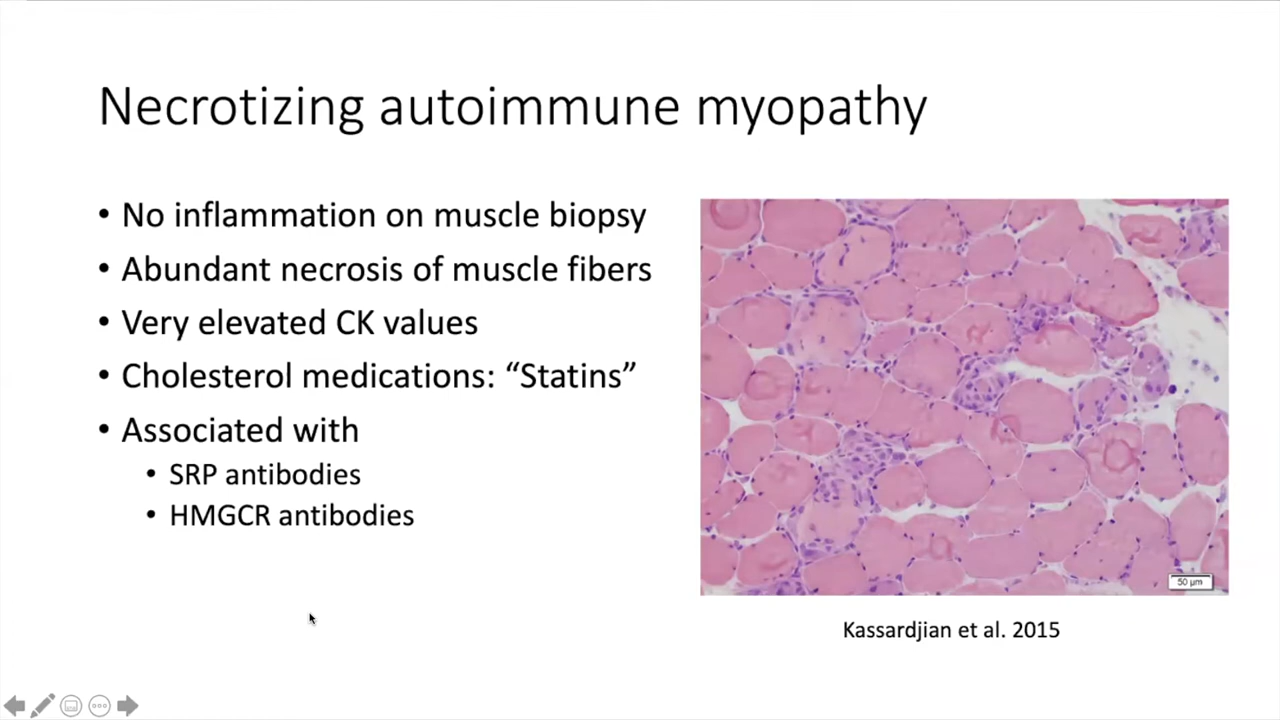 Necrotizing autoimmune myopathy
• No inflammation on muscle biopsy
• Abundant necrosis of muscle fibers
• Very elevated CK values
• Cholesterol medications: “Statins”
• Associated with
• SRP antibodies
• HMGCR antibodies
50 µm
Kassardjian et al. 2015